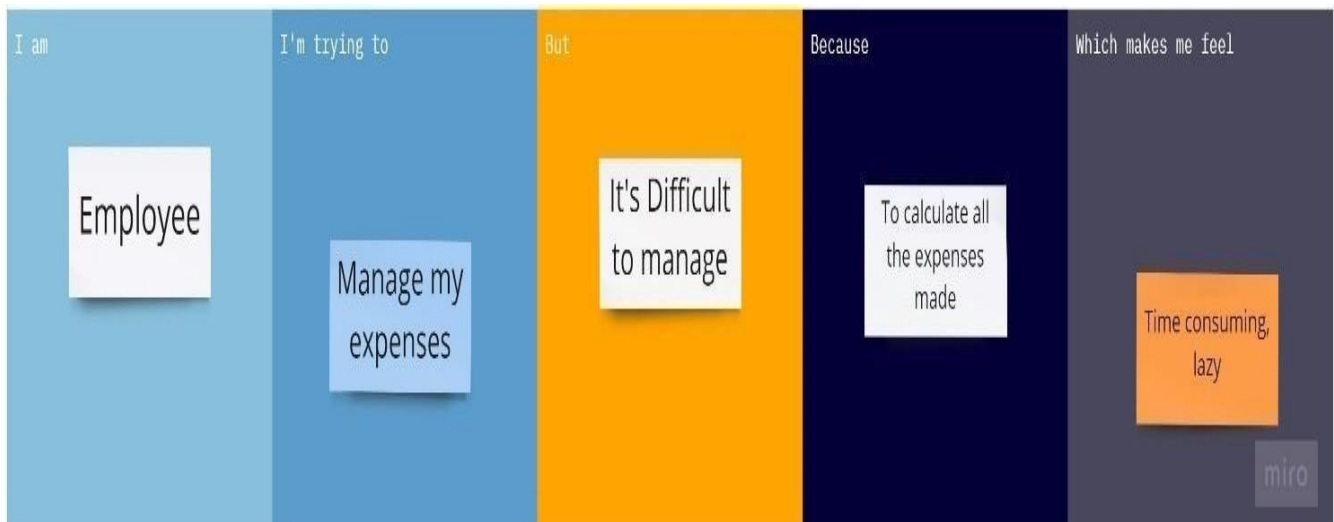 I am
Employee
I'm trying to
Manage my
expenses
But
It's Difficult
to manage
Because
To calculate all
the expenses
made
Which makes me feel
Time consuming,
lazy
miro